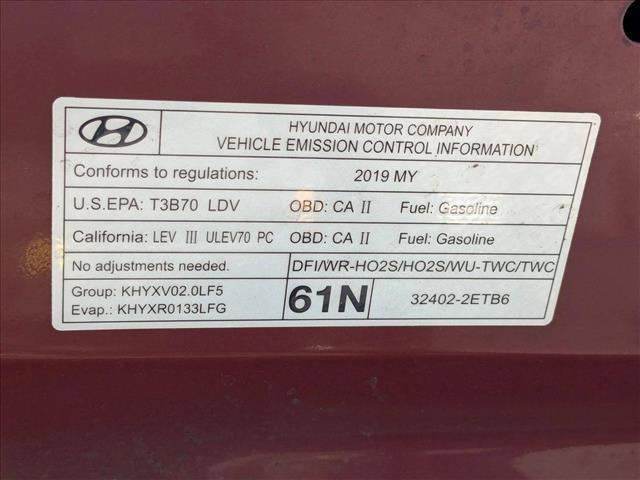 HYUNDAI MOTOR COMPANY
VEHICLE EMISSION CONTROL INFORMATION
Conforms to regulations: 2019 MY
U.S.EPA: T3B70 LDV OBD: CA II Fuel: Gasoline
California: LEV III ULEV70 PC OBD: CA II Fuel: Gasoline
No adjustments needed. DFI/WR-HO2S/HO2S/WU-TWC/TWC
Group: KHYXV02.0LF5
Evap.: KHYXR0133LFG
61N
32402-2ETB6